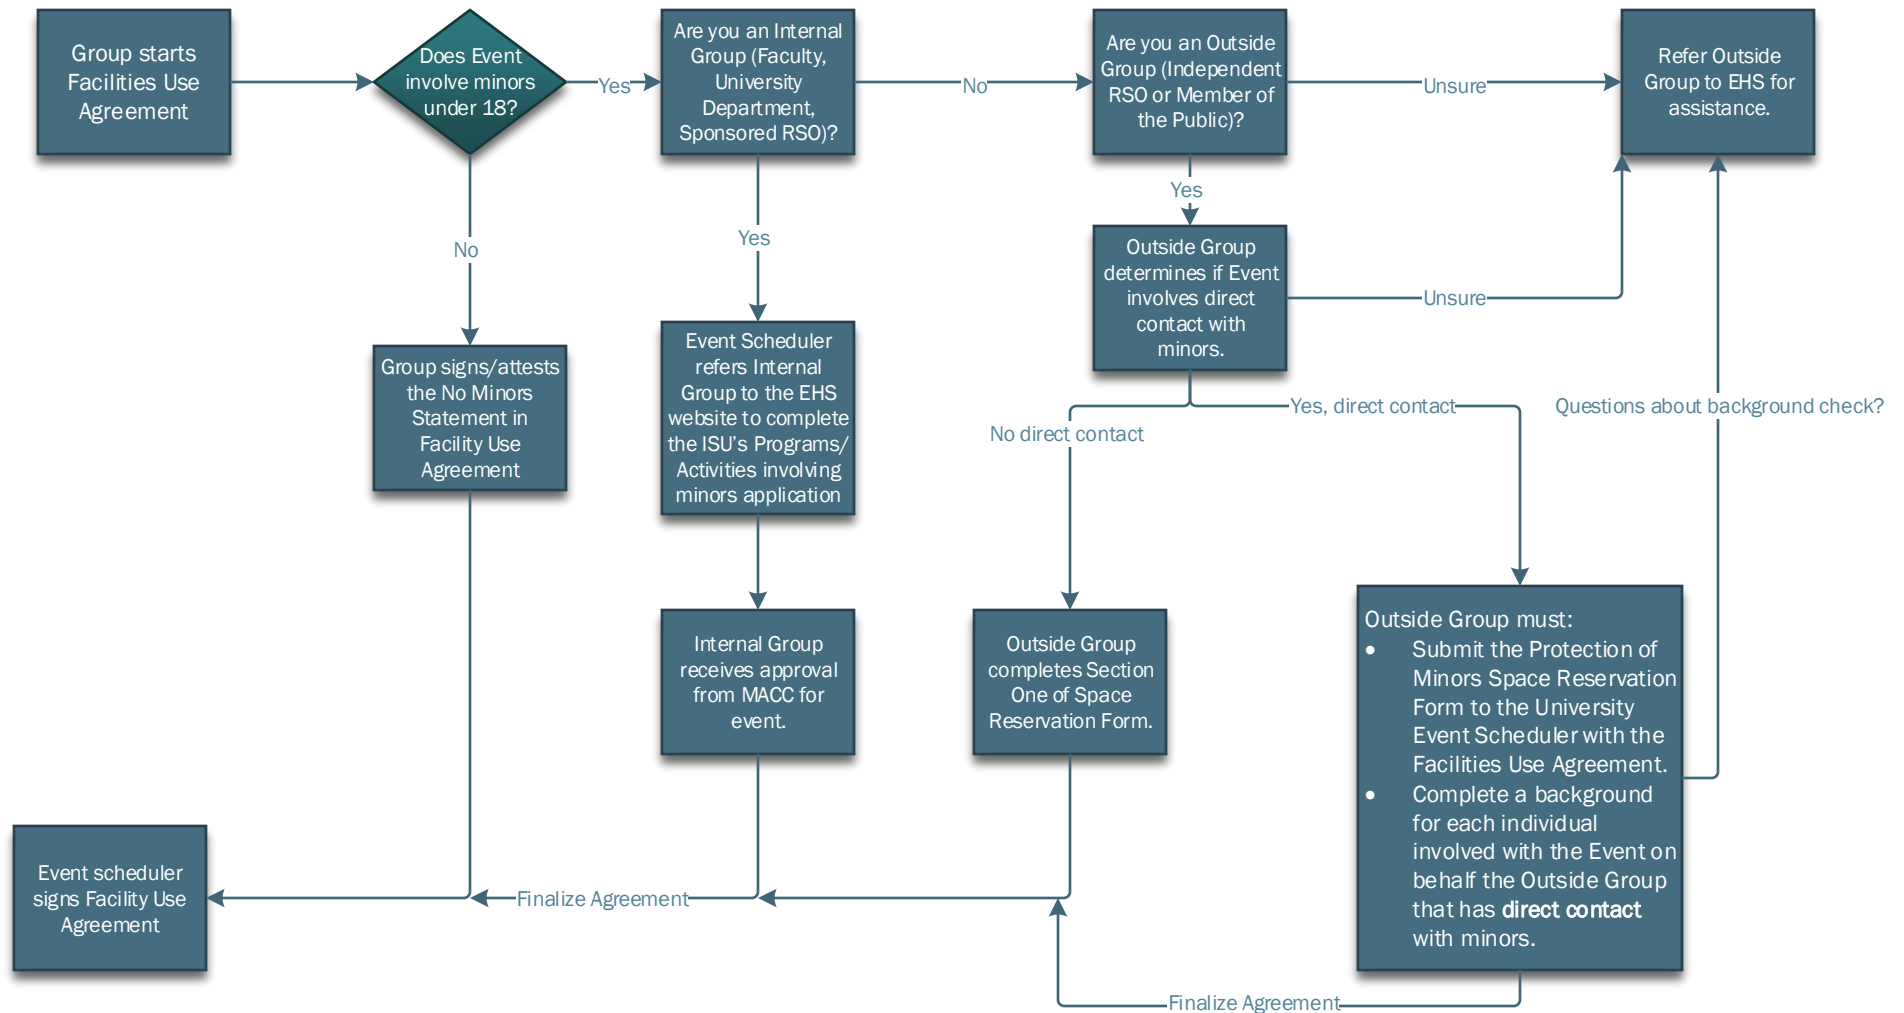 Group starts
Facilities Use
Agreement
Does Event
involve minors
under 18?
Yes
Are you an Internal
Group (Faculty,
University
Department,
Sponsored RSO)?
No
Are you an Outside
Group (Independent
RSO or Member of
the Public)?
Unsure
Refer Outside
Group to EHS for
assistance.
No
Yes
Yes
Outside Group
determines if Event
involves direct
contact with
minors.
Unsure
Group signs/attests
the No Minors
Statement in
Facility Use
Agreement
Event Scheduler
refers Internal
Group to the EHS
website to complete
the ISU's Programs/
Activities involving
minors application
No direct contact
Yes, direct contact
Questions about background check?
Internal Group
receives approval
from MACC for
event.
Outside Group
completes Section
One of Space
Reservation Form.
Outside Group must:
• Submit the Protection of
Minors Space Reservation
Form to the University
Event Scheduler with the
Facilities Use Agreement.
• Complete a background
for each individual
involved with the Event on
behalf the Outside Group
that has direct contact
with minors.
Event scheduler
signs Facility Use
Agreement
Finalize Agreement
Finalize Agreement